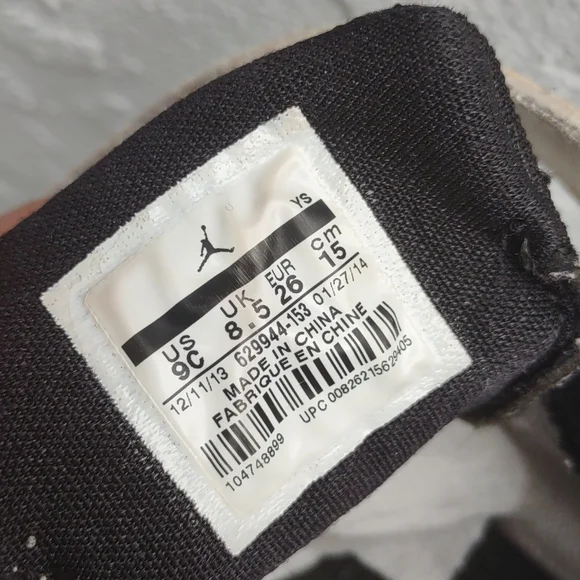 YS
US UK EUR cm
9C 8.5 26 15
12/11/13 629944-153 01/27/14
MADE IN CHINA
FABRIQUE EN CHINE
UPC 00826215629405
104748899